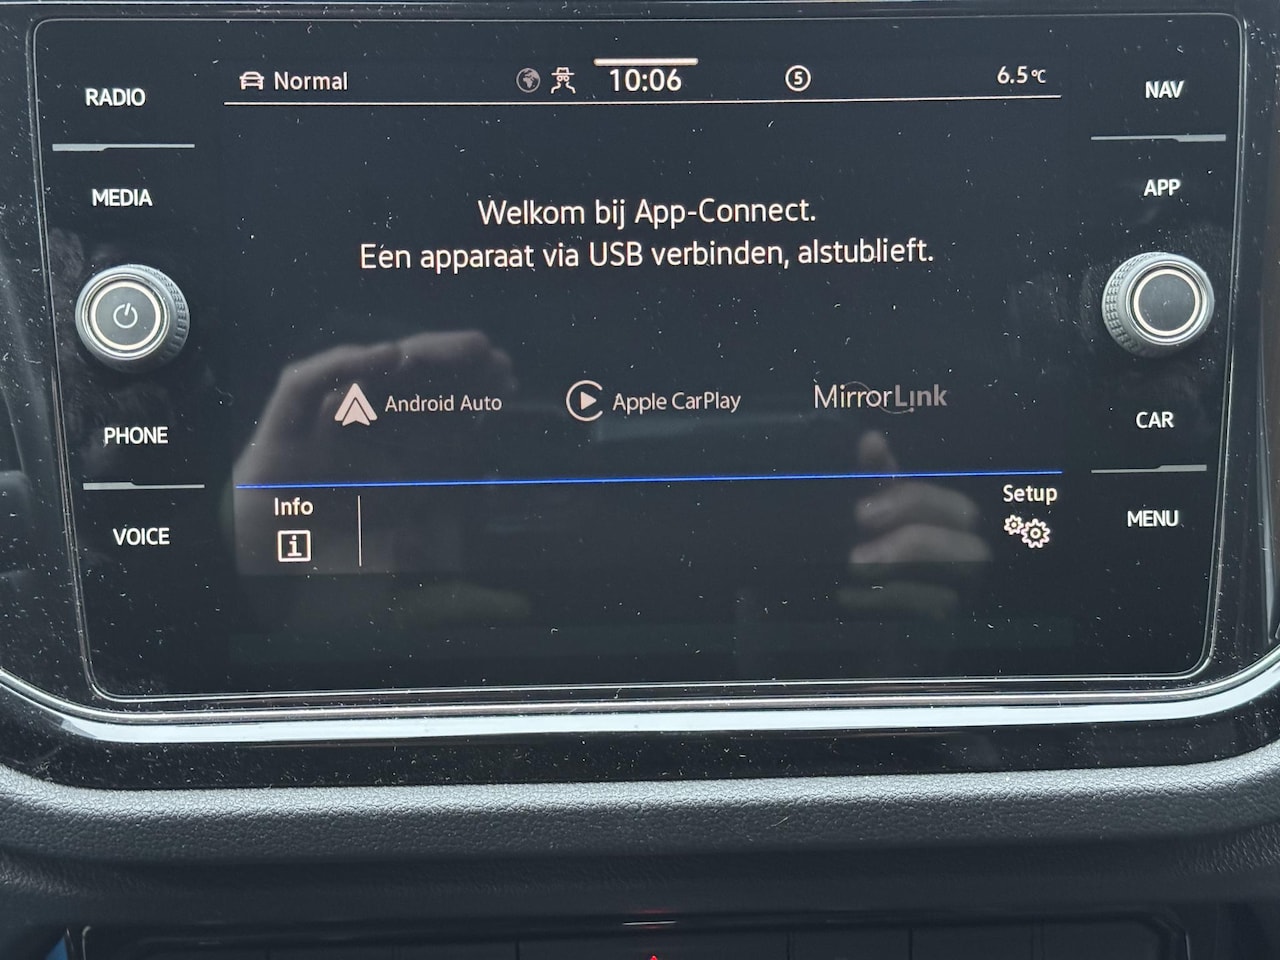 RADIO
Normal
10:06
5
6.5°C
NAV
MEDIA
APP
Welkom bij App-Connect.
Een apparaat via USB verbinden, alstublieft.
Android Auto
Apple CarPlay
MirrorLink
PHONE
CAR
Info
Setup
VOICE
MENU